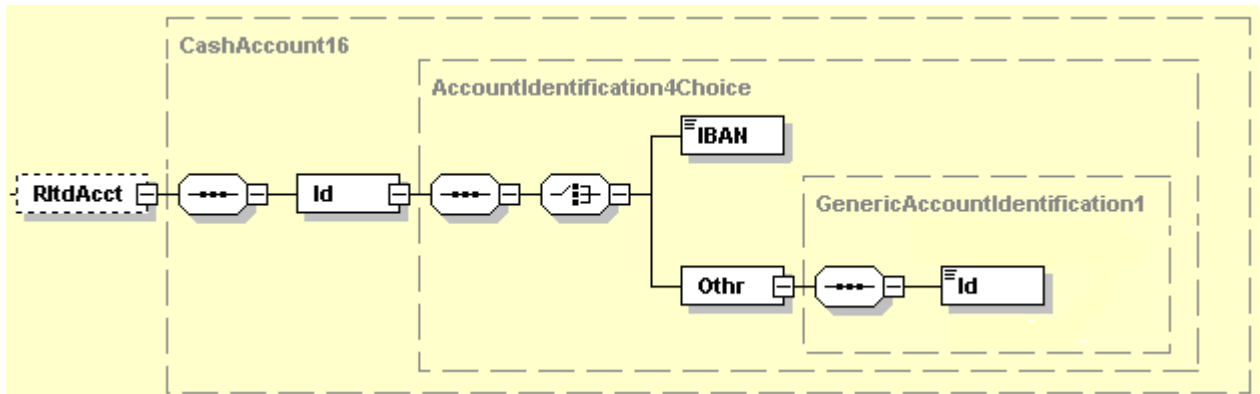 CashAccount16
AccountIdentification4Choice
IBAN
RltdAcct
Id
GenericAccountIdentification1
Othr
Id